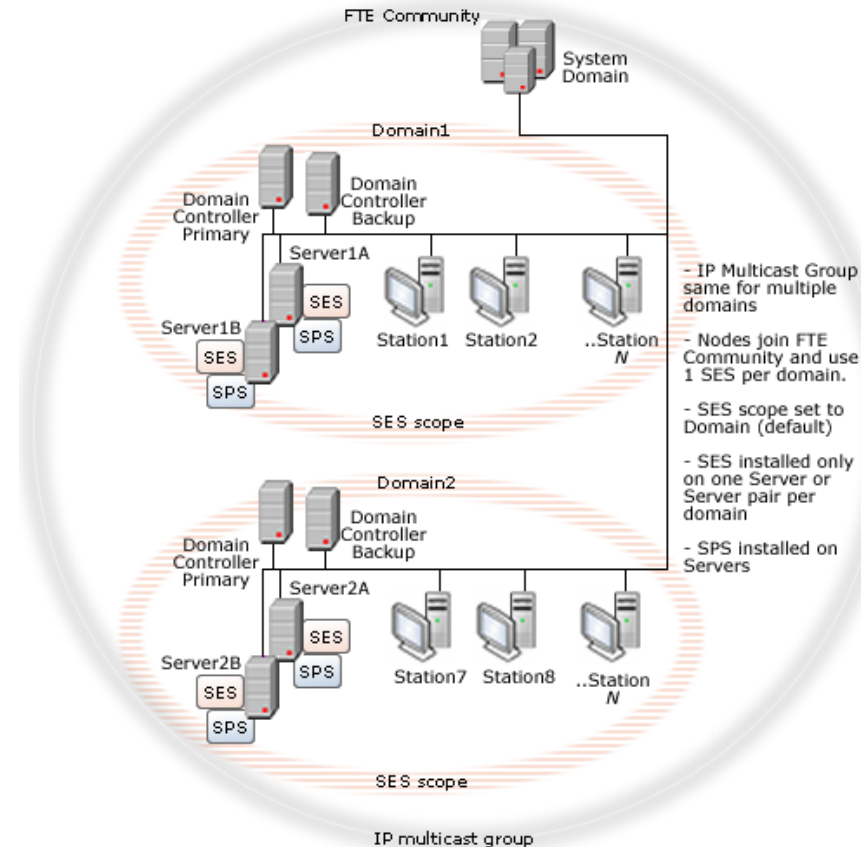 FTE Community
System
Domain
Domain1
Domain
Controller
Primary
Domain
Controller
Backup
Server1A
SES
SPS
Server1B
SES
SPS
Station1
Station2
..Station
N
SES scope
- IP Multicast Group
same for multiple
domains
- Nodes join FTE
Community and use
1 SES per domain.
- SES scope set to
Domain (default)
- SES installed only
on one Server or
Server pair per
domain
- SPS installed on
Servers
Domain2
Domain
Controller
Primary
Domain
Controller
Backup
Server2A
SES
SPS
Server2B
SES
SPS
Station7
Station8
..Station
N
SES scope
IP multicast group